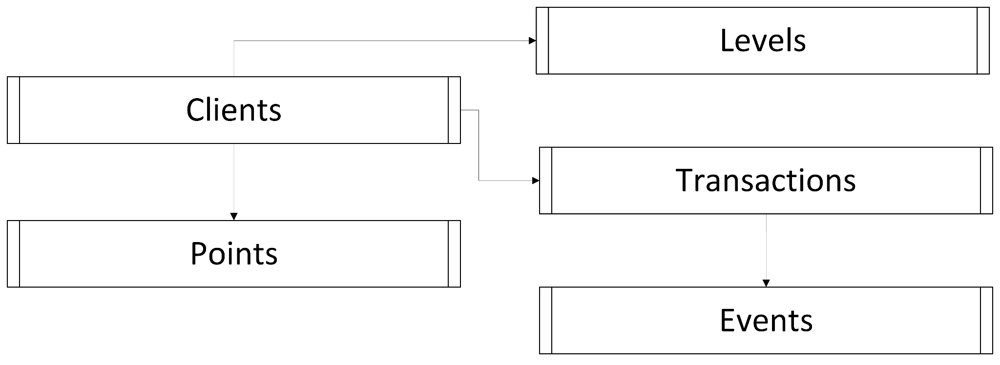 Levels
Clients
Transactions
Points
Events